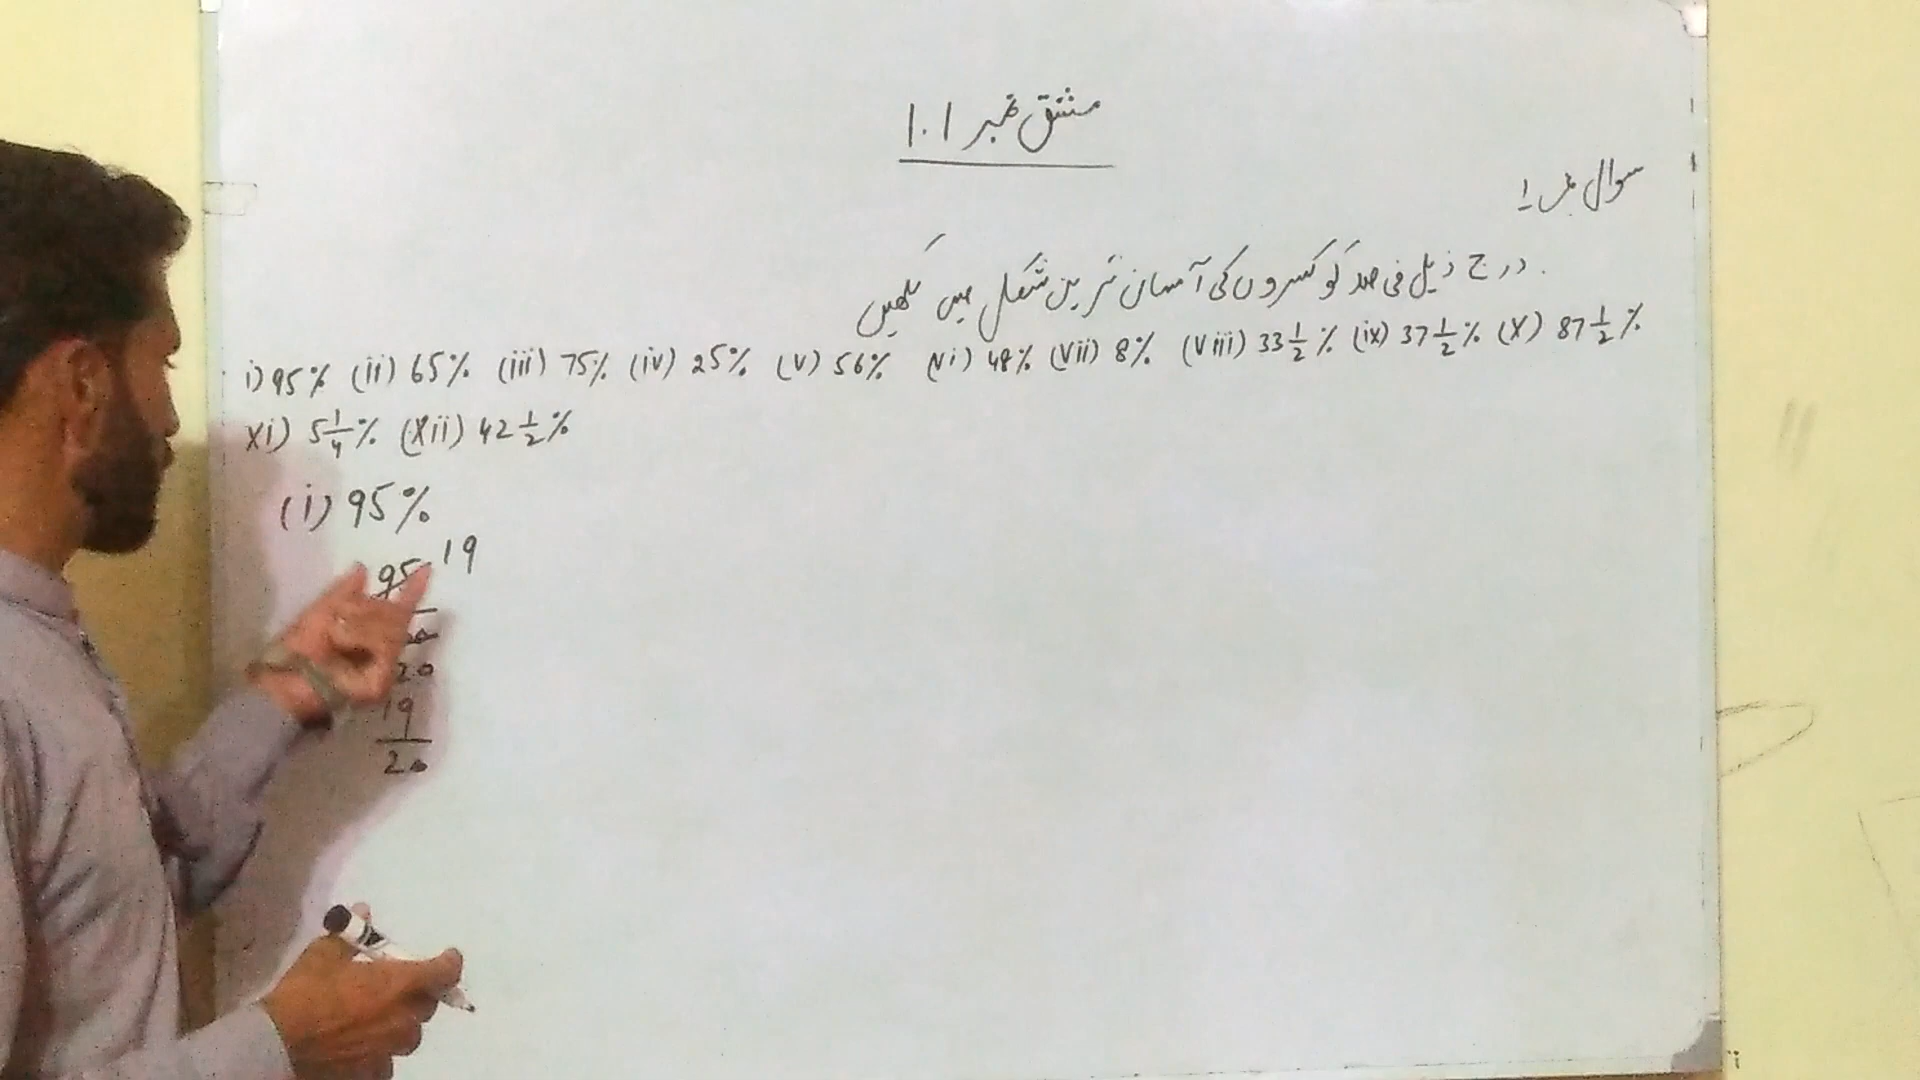 مشق نمبر 1.1
سوال نمبر 1
درج ذیل فی صد کو کسروں کی آسان ترین شکل میں لکھیں
i) 95% (ii) 65% (iii) 75% (iv) 25% (v) 56% (vi) 48% (vii) 8% (viii) 33 1/2 % (ix) 37 1/2 % (x) 87 1/2 %
xi) 5 1/4 % (xii) 42 1/2 %
(i) 95%
95 19
20
19
20